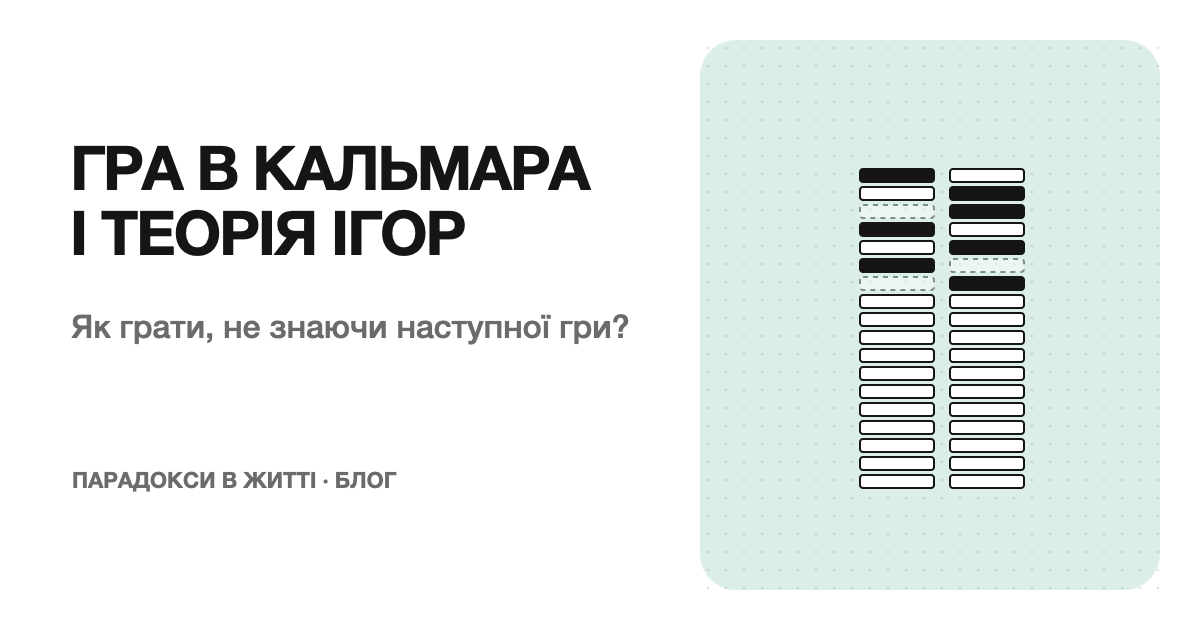 ГРА В КАЛЬМАРА
І ТЕОРІЯ ІГОР
Як грати, не знаючи наступної гри?
ПАРАДОКСИ В ЖИТТІ · БЛОГ